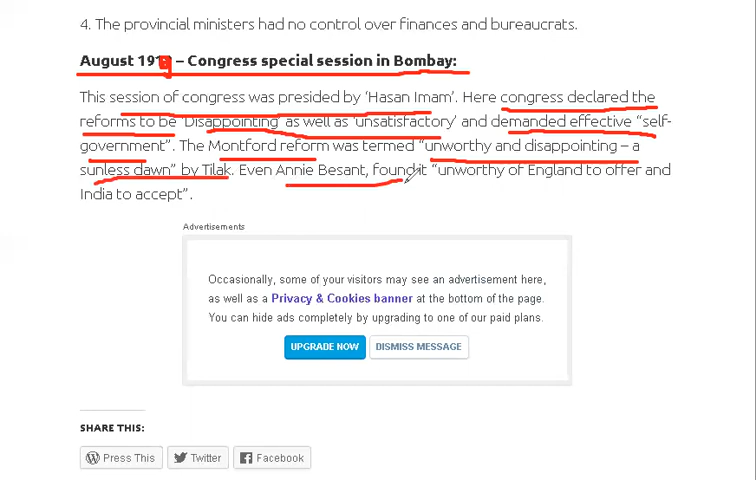 4. The provincial ministers had no control over finances and bureaucrats.
August – Congress special session in Bombay:
This session of congress was presided by ‘Hasan Imam’. Here congress declared the
reforms to be ‘Disappointing’ as well as ‘unsatisfactory’ and demanded effective “self-
government”. The Montford reform was termed “unworthy and disappointing – a
sunless dawn” by Tilak. Even Annie Besant, found it “unworthy of England to offer and
India to accept”.
Advertisements
Occasionally, some of your visitors may see an advertisement here,
as well as a Privacy & Cookies banner at the bottom of the page.
You can hide ads completely by upgrading to one of our paid plans.
UPGRADE NOW DISMISS MESSAGE
SHARE THIS:
Press This Twitter Facebook